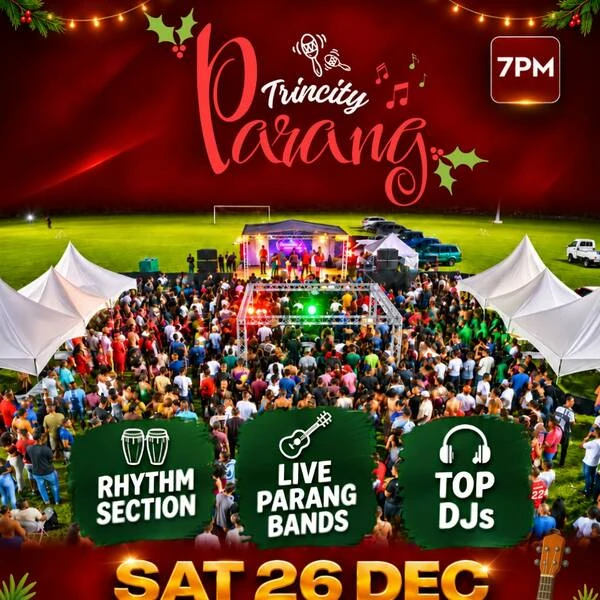 Trincity
Parang
7PM
RHYTHM
SECTION
LIVE
PARANG
BANDS
TOP
DJs
SAT 26 DEC